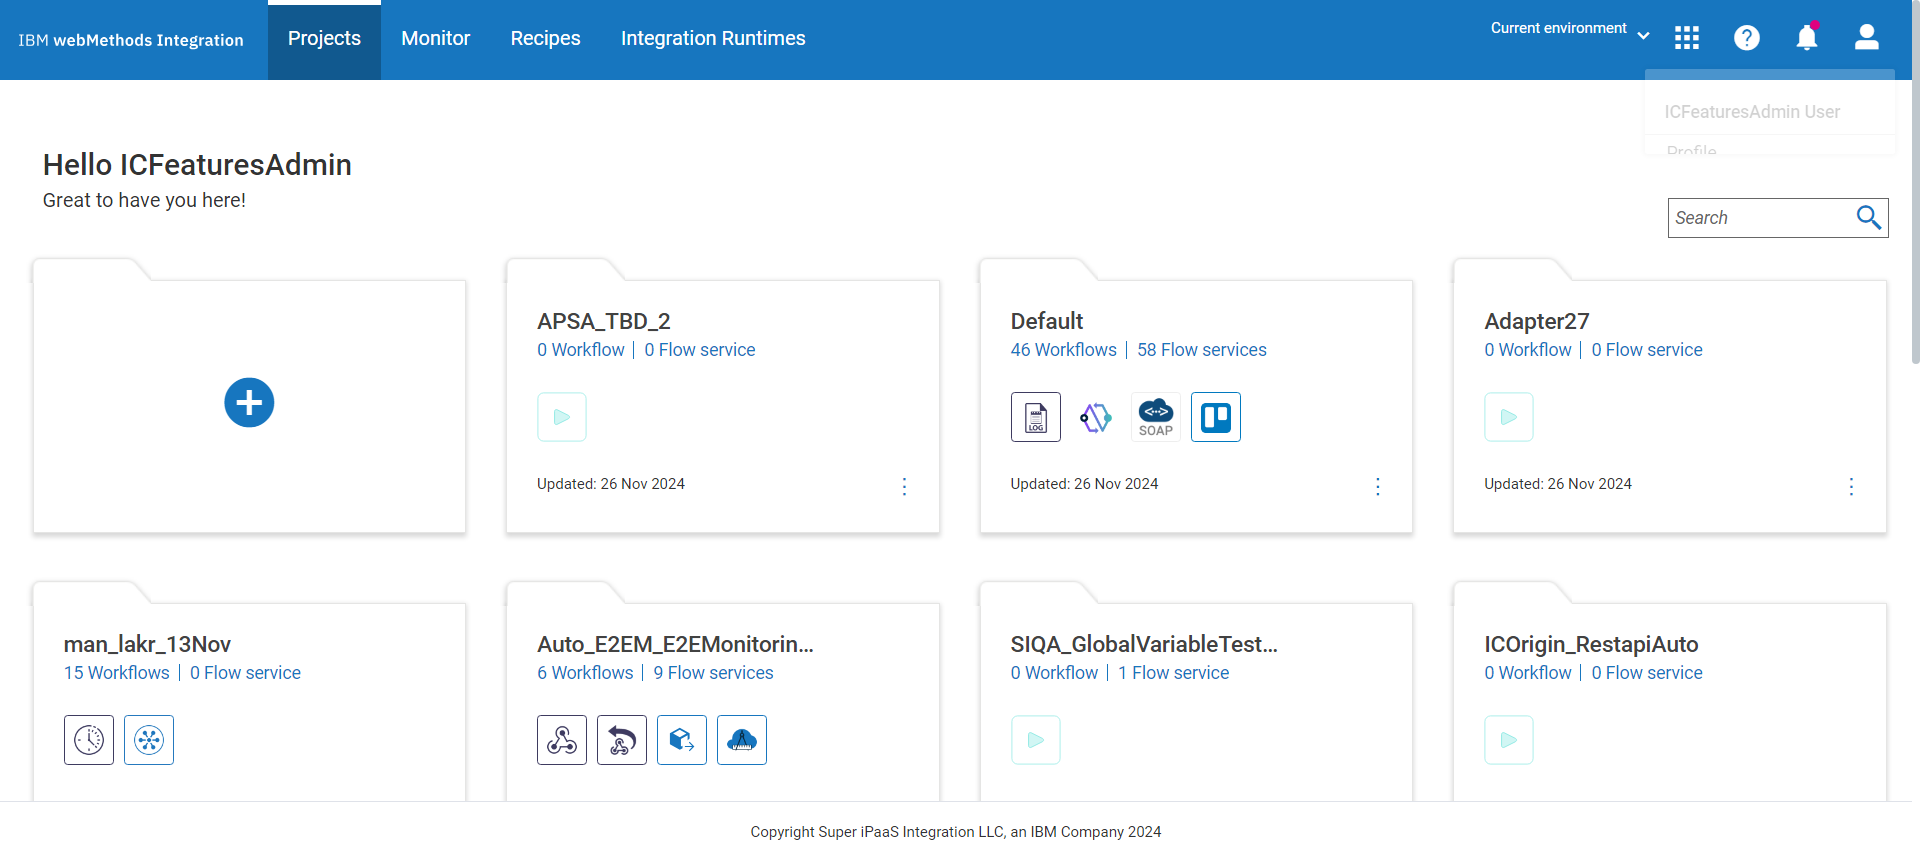 IBM webMethods Integration
Projects
Monitor
Recipes
Integration Runtimes
Current environment
ICFeaturesAdmin User
Profile
Hello ICFeaturesAdmin
Great to have you here!
Search
APSA_TBD_2
0 Workflow | 0 Flow service
Updated: 26 Nov 2024
Default
46 Workflows | 58 Flow services
LOG
SOAP
Updated: 26 Nov 2024
Adapter27
0 Workflow | 0 Flow service
Updated: 26 Nov 2024
man_lakr_13Nov
15 Workflows | 0 Flow service
Auto_E2EM_E2EMonitorin...
6 Workflows | 9 Flow services
SIQA_GlobalVariableTest...
0 Workflow | 1 Flow service
ICOrigin_RestapiAuto
0 Workflow | 0 Flow service
Copyright Super iPaaS Integration LLC, an IBM Company 2024